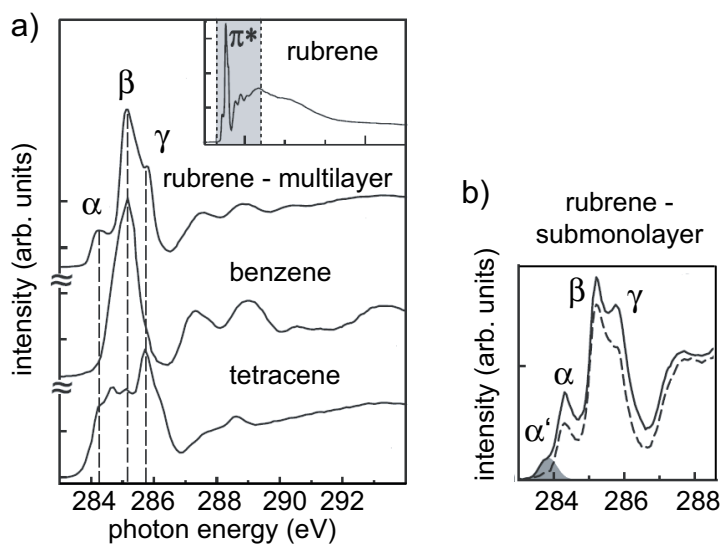 a)
π*
rubrene
β
γ
rubrene - multilayer
α
benzene
tetracene
intensity (arb. units)
284 286 288 290 292
photon energy (eV)
b)
rubrene -
submonolayer
β
γ
α
α‘
intensity (arb. units)
284 286 288